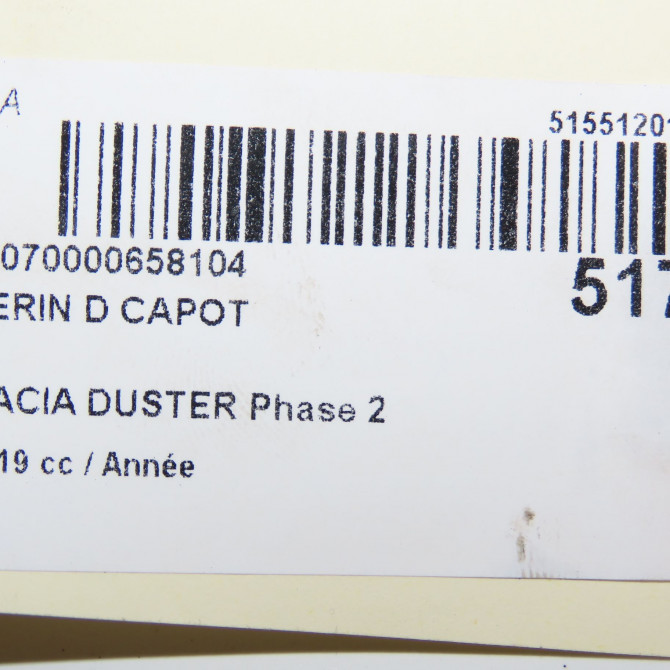 A
51551201
070000658104
517
ERIN D CAPOT
ACIA DUSTER Phase 2
19 cc / Année